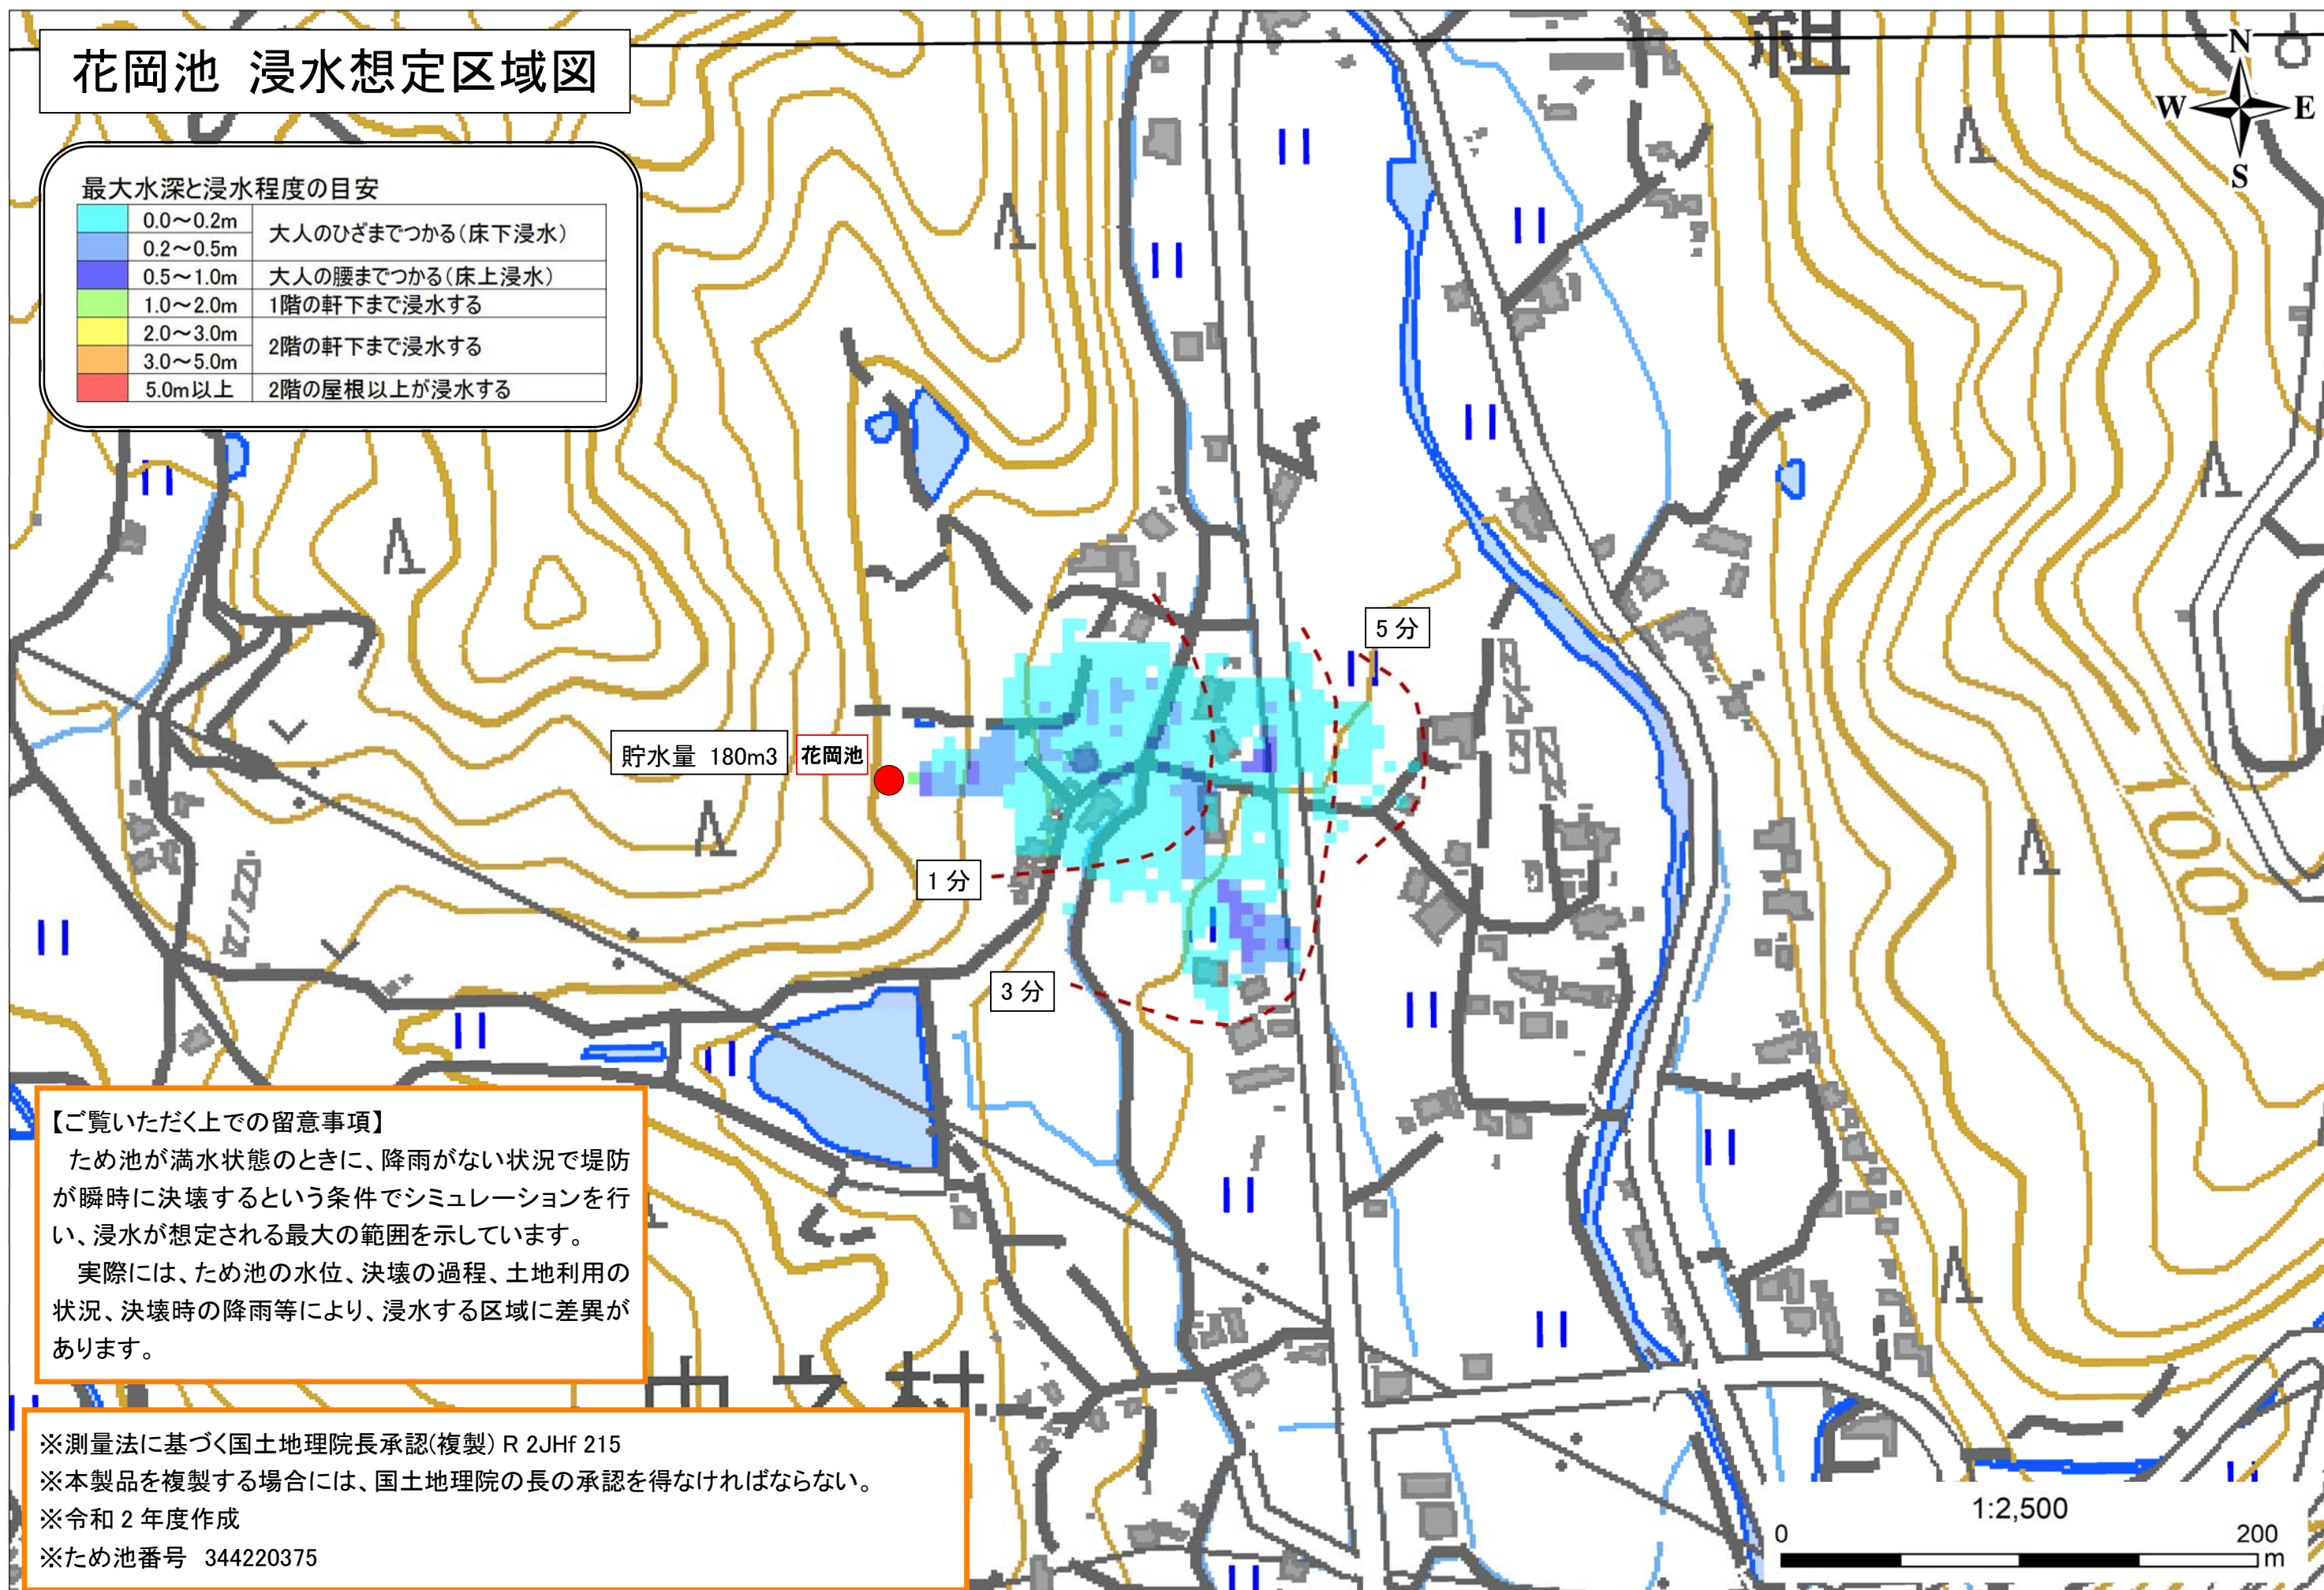 花岡池 浸水想定区域図
祖
N
W E
S
最大水深と浸水程度の目安
0.0～0.2m 大人のひざまでつかる(床下浸水)
0.2～0.5m
0.5～1.0m 大人の腰までつかる(床上浸水)
1.0～2.0m 1階の軒下まで浸水する
2.0～3.0m 2階の軒下まで浸水する
3.0～5.0m
5.0m以上 2階の屋根以上が浸水する
5分
貯水量 180m3 花岡池
100
1分
3分
【ご覧いただく上での留意事項】
ため池が満水状態のときに、降雨がない状況で堤防
が瞬時に決壊するという条件でシミュレーションを行
い、浸水が想定される最大の範囲を示しています。
実際には、ため池の水位、決壊の過程、土地利用の
状況、決壊時の降雨等により、浸水する区域に差異が
あります。
※測量法に基づく国土地理院長承認(複製) R 2JHf 215
※本製品を複製する場合には、国土地理院の長の承認を得なければならない。
※令和 2 年度作成
※ため池番号 344220375
1:2,500
0 200
m